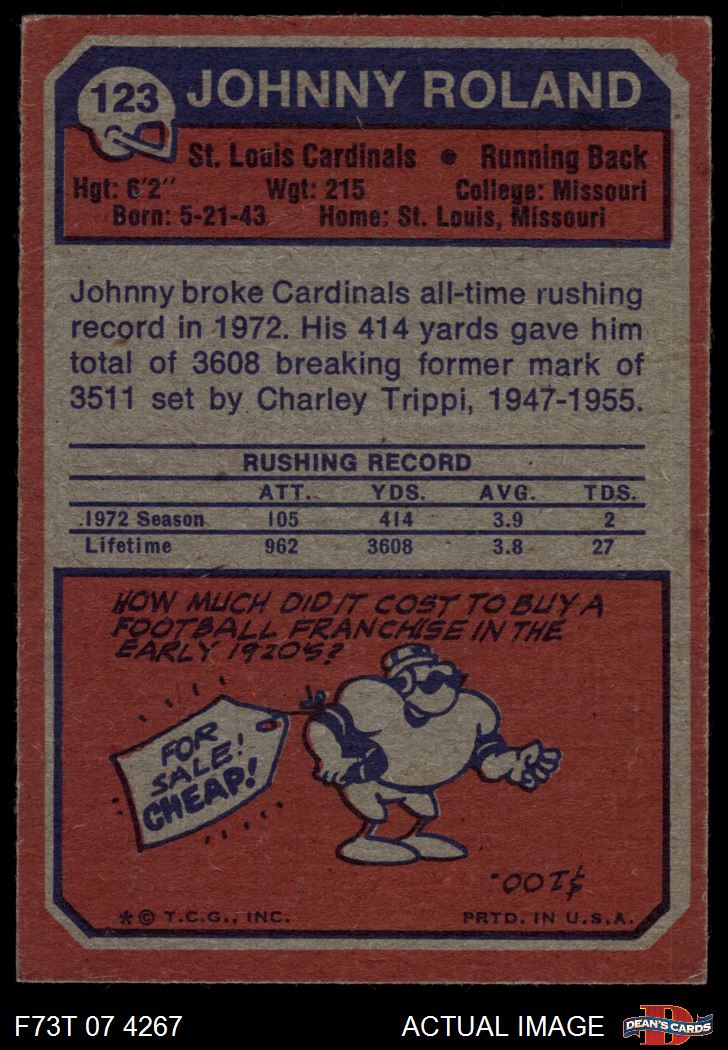 123
JOHNNY ROLAND
St. Louis Cardinals • Running Back
Hgt: 6'2" Wgt: 215 College: Missouri
Born: 5-21-43 Home: St. Louis, Missouri
Johnny broke Cardinals all-time rushing
record in 1972. His 414 yards gave him
total of 3608 breaking former mark of
3511 set by Charley Trippi, 1947-1955.
RUSHING RECORD
ATT. YDS. AVG. TDS.
1972 Season 105 414 3.9 2
Lifetime 962 3608 3.8 27
HOW MUCH DID IT COST TO BUY A
FOOTBALL FRANCHISE IN THE
EARLY 1920'S?
FOR
SALE!
CHEAP!
$100.
* © T.C.G., INC. PRTD. IN U.S.A.
F73T 07 4267 ACTUAL IMAGE
D
DEAN'S CARDS